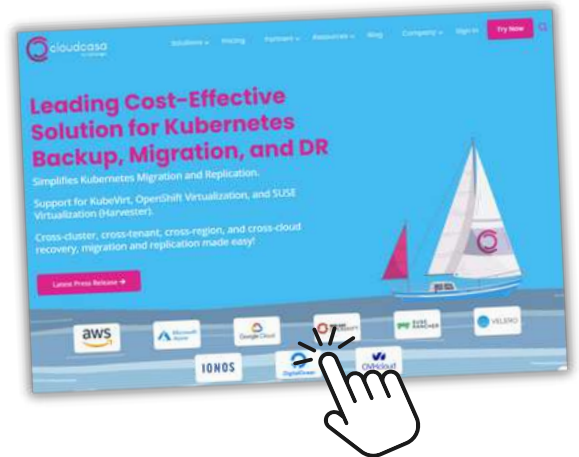 cloudcasa
Solutions Pricing Partners Resources Blog Company Sign In Try Now
Leading Cost-Effective
Solution for Kubernetes
Backup, Migration, and DR
Simplifies Kubernetes Migration and Replication.
Support for KubeVirt, OpenShift Virtualization, and SUSE
Virtualization (Harvester).
Cross-cluster, cross-tenant, cross-region, and cross-cloud
recovery, migration and replication made easy!
Latest Press Release →
aws
Microsoft
Azure
Google Cloud
SUSE
RANCHER
VELERO
IONOS
DigitalOcean
OVHcloud